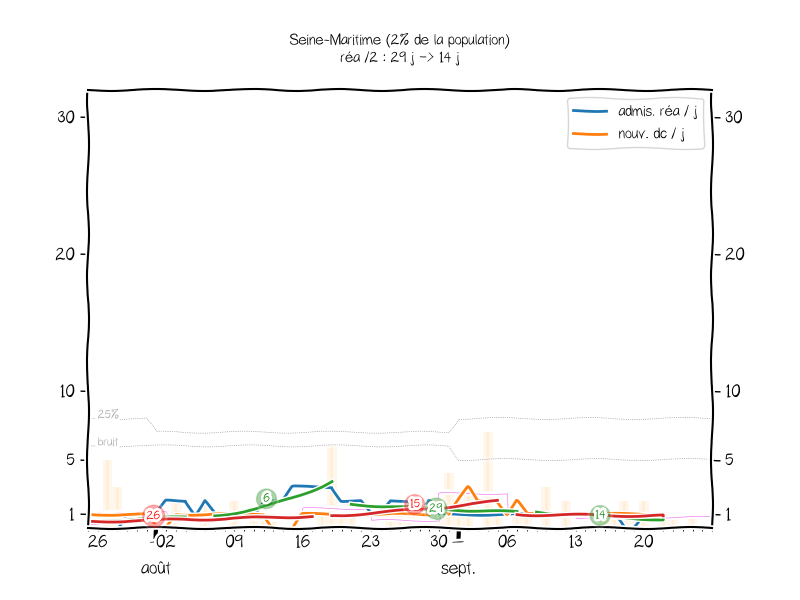 Seine-Maritime (2% de la population)
réa /2 : 29 j -> 14 j
admis. réa / j
nouv. dc / j
30
30
20
20
10
10
25%
bruit
5
5
6
15
29
26
14
1
1
26 02 09 16 23 30 06 13 20
août sept.